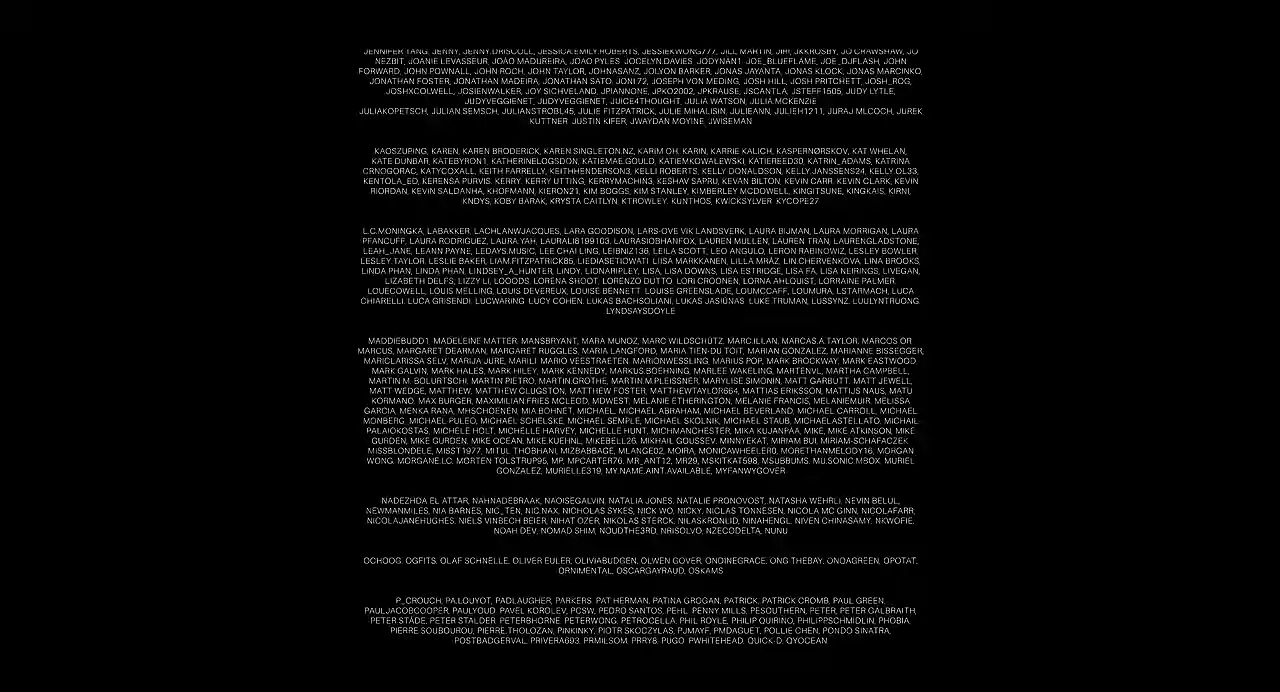 JENNIFER TANG, JENNY, JENNY.DRISCOLL, JESSICA.EMILY.ROBERTS, JESSIEKWONG777, JILL MARTIN, JIRI, JKKROSBY, JO CRAWSHAW, JO
NEZBIT, JOANIE LEVASSEUR, JOÃO MADUREIRA, JOAO PYLES, JOCELYN.DAVIES, JODYNAN1, JOE_BLUEFLAME, JOE_DJFLASH, JOHN
FORWARD, JOHN POWNALL, JOHN ROCH, JOHN TAYLOR, JOHNASANZ, JOLYON BARKER, JONAS JAYANTA, JONAS KLOCK, JONAS MARCINKO,
JONATHAN FOSTER, JONATHAN MADEIRA, JONATHAN SATO, JONI.72, JOSEPH VON MEDING, JOSH HILL, JOSH PRITCHETT, JOSH_ROG,
JOSHXCOLWELL, JOSIENWALKER, JOY SICHVELAND, JPIANNONE, JPKO2002, JPKRAUSE, JSCANTLA, JSTEFF1505, JUDY LYTLE,
JUDYVEGGIENET, JUDYVEGGIENET, JUICE4THOUGHT, JULIA WATSON, JULIA.MCKENZIE
JULIAKOPETSCH, JULIAN SEMSCH, JULIANSTROBL45, JULIE FITZPATRICK, JULIE MIHALISIN, JULIEANN, JULIEH1211, JURAJ MLCOCH, JUREK
KUTTNER, JUSTIN KIFER, JWAYDAN MOYINE, JWISEMAN
KAOSZUPING, KAREN, KAREN BRODERICK, KAREN.SINGLETON.NZ, KARIM OH, KARIN, KARRIE KALICH, KASPERNØRSKOV, KAT WHELAN,
KATE DUNBAR, KATEBYRON1, KATHERINELOGSDON, KATIEMAE.GOULD, KATIEM.KOWALEWSKI, KATIEREED30, KATRIN_ADAMS, KATRINA
CRNOGORAC, KATYCOXALL, KEITH FARRELLY, KEITHHENDERSON3, KELLI ROBERTS, KELLY DONALDSON, KELLY.JANSSENS24, KELLY.OL33,
KENTOLA_EO, KERENSA PURVIS, KERRY, KERRY UTTING, KERRYMACHING, KESHAV SAPRU, KEVAN BILTON, KEVIN CARR, KEVIN CLARK, KEVIN
RIORDAN, KEVIN SALDANHA, KHOFMANN, KIERON21, KIM BOGGS, KIM STANLEY, KIMBERLEY MCDOWELL, KINGITSUNE, KINGKAIS, KIRNI,
KNDYS, KOBY BARAK, KRYSTA CAITLYN, KTROWLEY, KUNTHOS, KWICKSYLVER, KYCOPE27
L.C.MONINGKA, LABAKKER, LACHLANWJACQUES, LARA GOODISON, LARS-OVE VIK LANDSVERK, LAURA BIJMAN, LAURA MORRIGAN, LAURA
PFANCUFF, LAURA RODRIGUEZ, LAURA.YAH, LAURALI8199103, LAURASIOBHANFOX, LAUREN MULLEN, LAUREN TRAN, LAURENGLADSTONE,
LEAH_JANE, LEANN PAYNE, LEDAYS.MUSIC, LEE CHAI LING, LEIBNIZ136, LEILA SCOTT, LEO ANGULO, LERON RABINOWIZ, LESLEY BOWLER,
LESLEY TAYLOR, LESLIE BAKER, LIAM.FITZPATRICK85, LIEDIASETIOWATI, LIISA MARKKANEN, LILLA MRÁZ, LIN.CHERVENKOVA, LINA BROOKS,
LINDA PHAN, LINDA PHAN, LINDSEY_A_HUNTER, LINDY, LIONARIPLEY, LISA, LISA DOWNS, LISA ESTRIDGE, LISA FA, LISA NEIRINGS, LIVEGAN,
LIZABETH DELFS, LIZZY LI, LGOODS, LORENA SHOOT, LORENZO DUTTO, LORI CROONEN, LORNA AHLQUIST, LORRAINE PALMER,
LOUECOWELL, LOUIS MELLING, LOUIS DEVEREUX, LOUISE BENNETT, LOUISE GREENSLADE, LOUMCCAFF, LOUMURA, LSTARMACH, LUCA
CHIARELLI, LUCA GRISENDI, LUCWARING, LUCY COHEN, LUKAS BACHSOLIANI, LUKAS JASIŪNAS, LUKE TRUMAN, LUSSYNZ, LUULYNTRUONG,
LYNDSAYSDOYLE
MADDIEBUDD1, MADELEINE MATTER, MANSBRYANT, MARA MUNOZ, MARC WILDSCHÜTZ, MARC.ILLAN, MARCAS.A.TAYLOR, MARCOS OR
MARCUS, MARGARET DEARMAN, MARGARET RUGGLES, MARIA LANGFORD, MARIA TIEN-DU TOIT, MARIAN GONZALEZ, MARIANNE BISSEGGER,
MARICLARISSA SELV, MARIJA JURE, MARILI, MARIO VEESTRAETEN, MARIONWESSLING, MARIUS POP, MARK BROCKWAY, MARK EASTWOOD,
MARK GALVIN, MARK HALES, MARK HILEY, MARK KENNEDY, MARKUS.BOEHNING, MARLEE WAKELING, MARTENVL, MARTHA CAMPBELL,
MARTIN M. BOLURTSCHI, MARTIN PIETRO, MARTIN.GROTHE, MARTIN.M.PLEISSNER, MARYLISE.SIMONIN, MATT GARBUTT, MATT JEWELL,
MATT WEDGE, MATTHEW, MATTHEW CLUGSTON, MATTHEW FOSTER, MATTHEWTAYLOR664, MATTIAS ERIKSSON, MATTIJS NAUS, MATU
KORMANO, MAX BURGER, MAXIMILIAN FRIES MCLEOD, MDWEST, MELANIE ETHERINGTON, MELANIE FRANCIS, MELANIEMUIR, MELISSA
GARCIA, MENKA RANA, MHSCHOENEN, MIA BOHNET, MICHAEL, MICHAEL ABRAHAM, MICHAEL BEVERLAND, MICHAEL CARROLL, MICHAEL
MONBERG, MICHAEL PULEO, MICHAEL SCHELSKE, MICHAEL SEMPLE, MICHAEL SKOLNIK, MICHAEL STAUB, MICHAELASTELLATO, MICHAIL
PALAIOKOSTAS, MICHELE HOLT, MICHELLE HARVEY, MICHELLE HUNT, MICHMANCHESTER, MIKA KUJANPÄÄ, MIKE, MIKE ATKINSON, MIKE
GURDEN, MIKE GURDEN, MIKE OCEAN, MIKE.KUEHNL, MIKEBELL26, MIKHAIL GOUSSEV, MINNYEKAT, MIRIAM BUI, MIRIAM-SCHAFACZEK,
MISSBLONDELE, MISST1977, MITUL THOBHANI, MIZBABBAGE, MLANGE02, MOIRA, MONICAWHEELER0, MORETHANMELODY16, MORGAN
WONG, MORGANE.LC, MORTEN TOLSTRUP95, MP, MPCARTER76, MR_ANT12, MR29, MSKITKAT598, MSUBBUMS, MU.SONIC.MBOX, MURIEL
GONZALEZ, MURIELLE319, MY.NAME.AINT.AVAILABLE, MYFANWYGOVER
NADEZHDA EL ATTAR, NAHNADEBRAAK, NAOISEGALVIN, NATALIA JONES, NATALIE PRONOVOST, NATASHA WEHRLI, NEVIN BELUL,
NEWMANMILES, NIA BARNES, NIC_TEN, NIC.NAX, NICHOLAS SYKES, NICK WO, NICKY, NICLAS TONNESEN, NICOLA MC GINN, NICOLAFARR,
NICOLAJANEHUGHES, NIELS VINBECH BEIER, NIHAT OZER, NIKOLAS STERCK, NILASKRONLID, NINAHENGL, NIVEN CHINASAMY, NKWOFIE,
NOAH DEV, NOMAD SHIM, NOUDTHE3RD, NRISOLVO, NZECODELTA, NUNU
OCHOOG, OGFITS, OLAF SCHNELLE, OLIVER EULER, OLIVIABUDGEN, OLWEN GOVER, ONDINEGRACE, ONG THEBAY, ONGAGREEN, OPOTAT,
ORNIMENTAL, OSCARGAYRAUD, OSKAMS
P_CROUCH, PA.LOUYOT, PADLAUGHER, PARKERS, PAT HERMAN, PATINA GROGAN, PATRICK, PATRICK CROMB, PAUL GREEN,
PAULJACOBCOOPER, PAULYOUD, PAVEL KOROLEV, PCSW, PEDRO SANTOS, PEHL, PENNY MILLS, PESOUTHERN, PETER, PETER GALBRAITH,
PETER STÄDE, PETER STALDER, PETERBHORNE, PETERWONG, PETROCELLA, PHIL ROYLE, PHILIP QUIRINO, PHILIPPSCHMIDLIN, PHOBIA,
PIERRE SOUBOUROU, PIERRE.THOLOZAN, PINKINKY, PIOTR SKOCZYLAS, PJMAYF, PMDAGUET, POLLIE CHEN, PONDO SINATRA,
POSTBADGERVAL, PRIVERA693, PRMILSOM, PRRY8, PUGO, PWHITEHEAD, QUICK-D, QYOCEAN